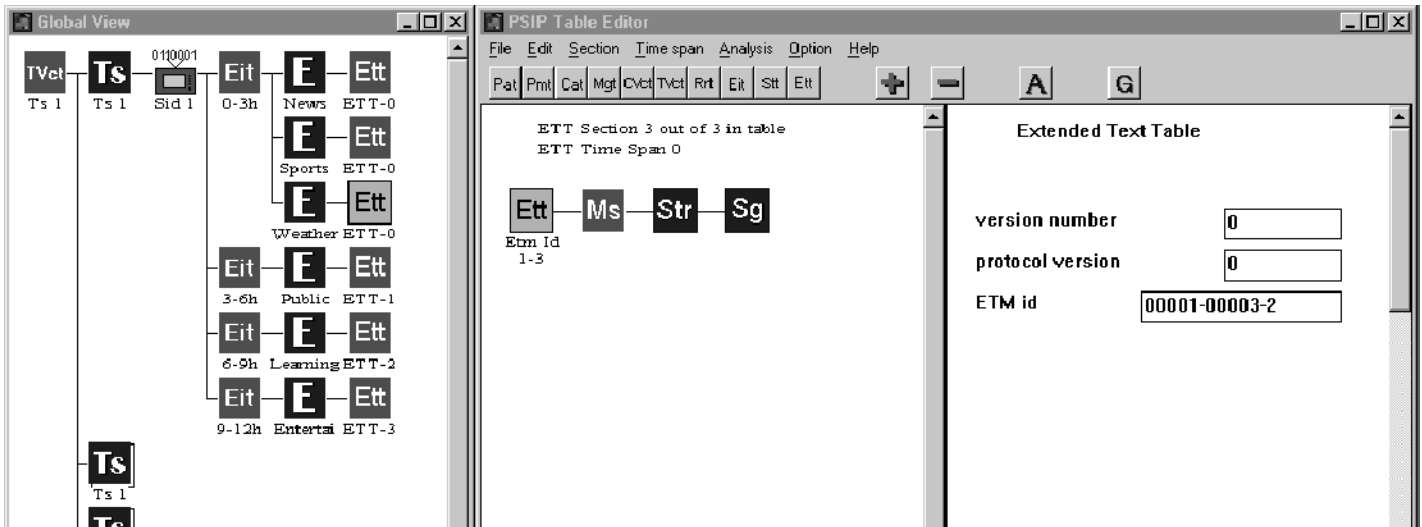 Global View
0110001
TVct Ts Eit E Ett
Ts 1 Ts 1 Sid 1 0-3h News ETT-0
E Ett
Sports ETT-0
E Ett
Weather ETT-0
Eit E Ett
3-6h Public ETT-1
Eit E Ett
6-9h Learning ETT-2
Eit E Ett
9-12h Entertai ETT-3
Ts
Ts 1
Ts
PSIP Table Editor
File Edit Section Time span Analysis Option Help
Pat Pmt Cat Mgt CVct TVct Rrt Eit Stt Ett + - A G
ETT Section 3 out of 3 in table
ETT Time Span 0
Ett Ms Str Sg
Etm Id
1-3
Extended Text Table
version number 0
protocol version 0
ETM id 00001-00003-2